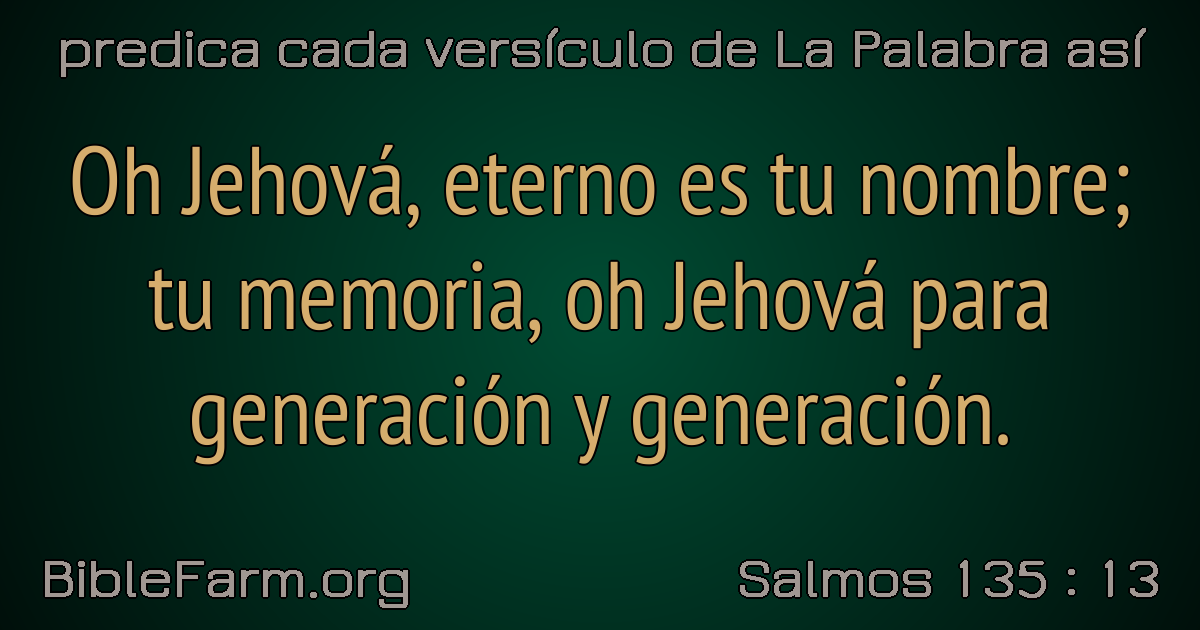 predica cada versículo de La Palabra así
Oh Jehová, eterno es tu nombre;
tu memoria, oh Jehová para
generación y generación.
BibleFarm.org
Salmos 135 : 13